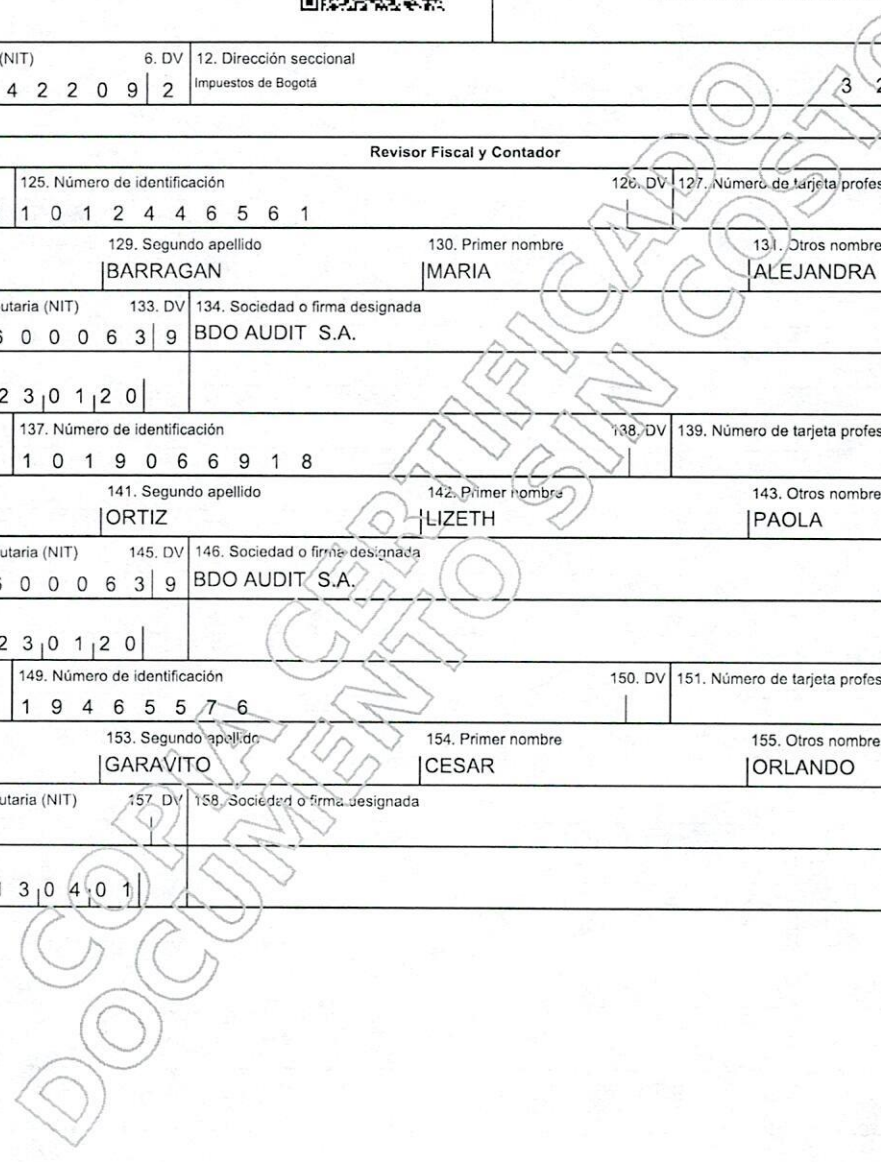 (NIT) 6. DV 12. Dirección seccional
4 2 2 0 9 2 Impuestos de Bogotá 3 2
Revisor Fiscal y Contador
125. Número de identificación 126. DV 127. Número de tarjeta profes
1 0 1 2 4 4 6 5 6 1
129. Segundo apellido 130. Primer nombre 131. Otros nombre
BARRAGAN MARIA ALEJANDRA
utaria (NIT) 133. DV 134. Sociedad o firma designada
6 0 0 0 6 3 9 BDO AUDIT S.A.
2 3 0 1 2 0
137. Número de identificación 138. DV 139. Número de tarjeta profes
1 0 1 9 0 6 6 9 1 8
141. Segundo apellido 142. Primer nombre 143. Otros nombre
ORTIZ LIZETH PAOLA
utaria (NIT) 145. DV 146. Sociedad o firma designada
6 0 0 0 6 3 9 BDO AUDIT S.A.
2 3 0 1 2 0
149. Número de identificación 150. DV 151. Número de tarjeta profes
1 9 4 6 5 5 7 6
153. Segundo apellido 154. Primer nombre 155. Otros nombre
GARAVITO CESAR ORLANDO
utaria (NIT) 157. DV 158. Sociedad o firma designada
3 0 4 0 1
COPIA CERTIFICADO
DOCUMENTO SIN COSTO